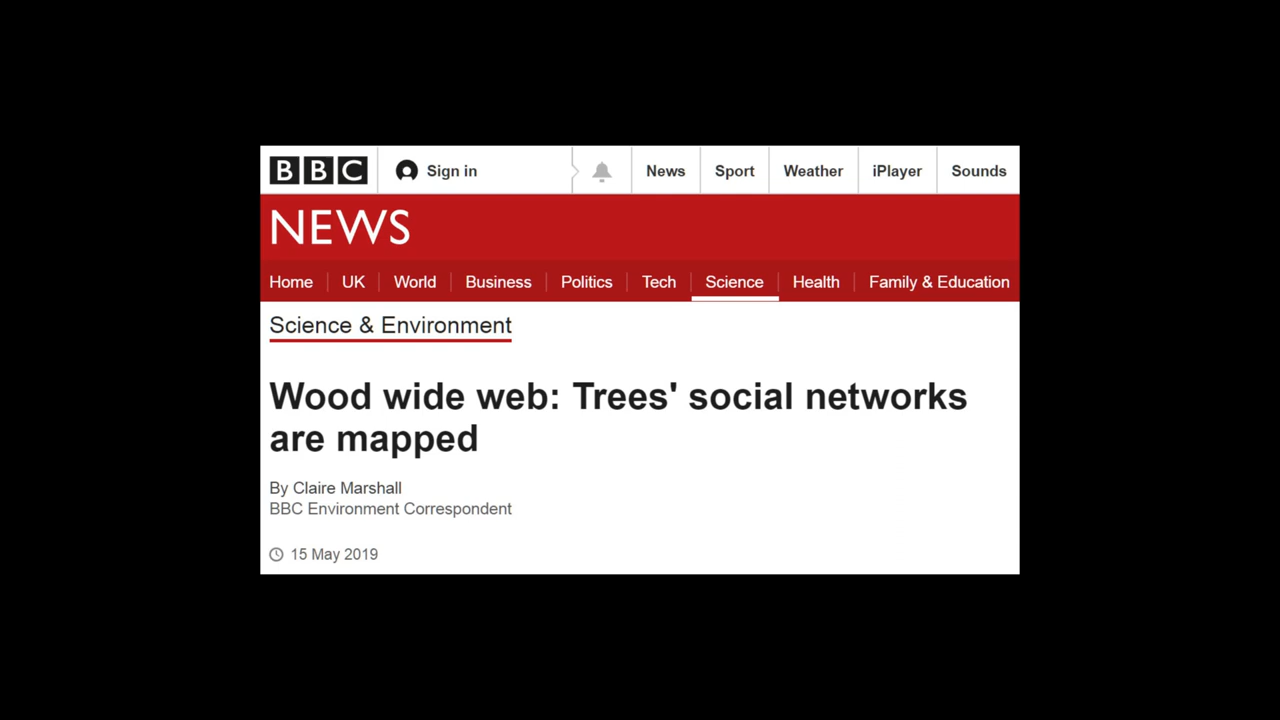 BBC Sign in News Sport Weather iPlayer Sounds
NEWS
Home UK World Business Politics Tech Science Health Family & Education
Science & Environment
Wood wide web: Trees' social networks
are mapped
By Claire Marshall
BBC Environment Correspondent
15 May 2019